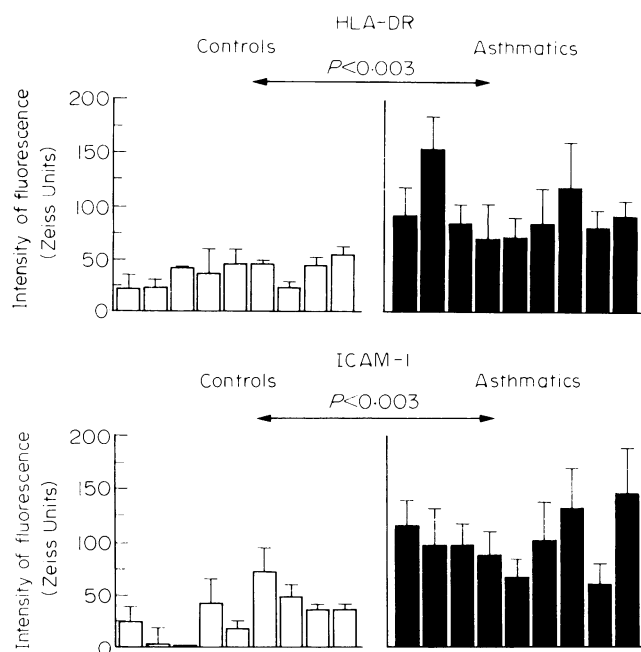 HLA-DR
Controls
Asthmatics
P<0·003
Intensity of fluorescence
(Zeiss Units)
200
150
100
50
0
ICAM-1
Controls
Asthmatics
P<0·003
Intensity of fluorescence
(Zeiss Units)
200
150
100
50
0